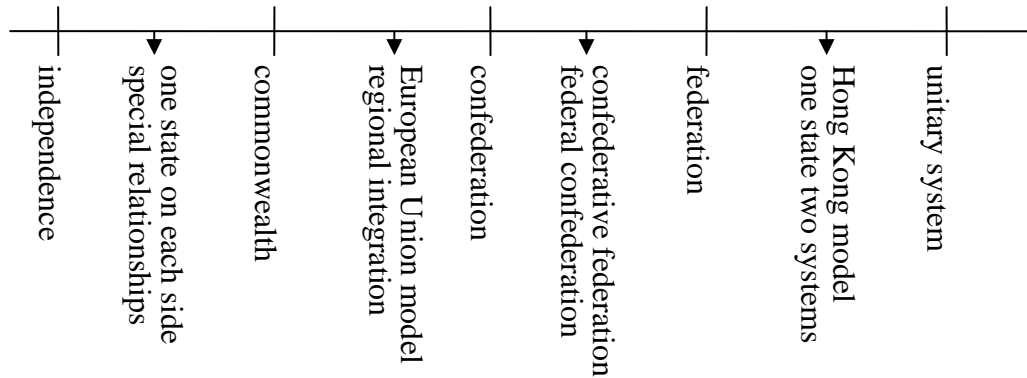 independence
one state on each side
special relationships
commonwealth
European Union model
regional integration
confederation
confederative federation
federal confederation
federation
Hong Kong model
one state two systems
unitary system